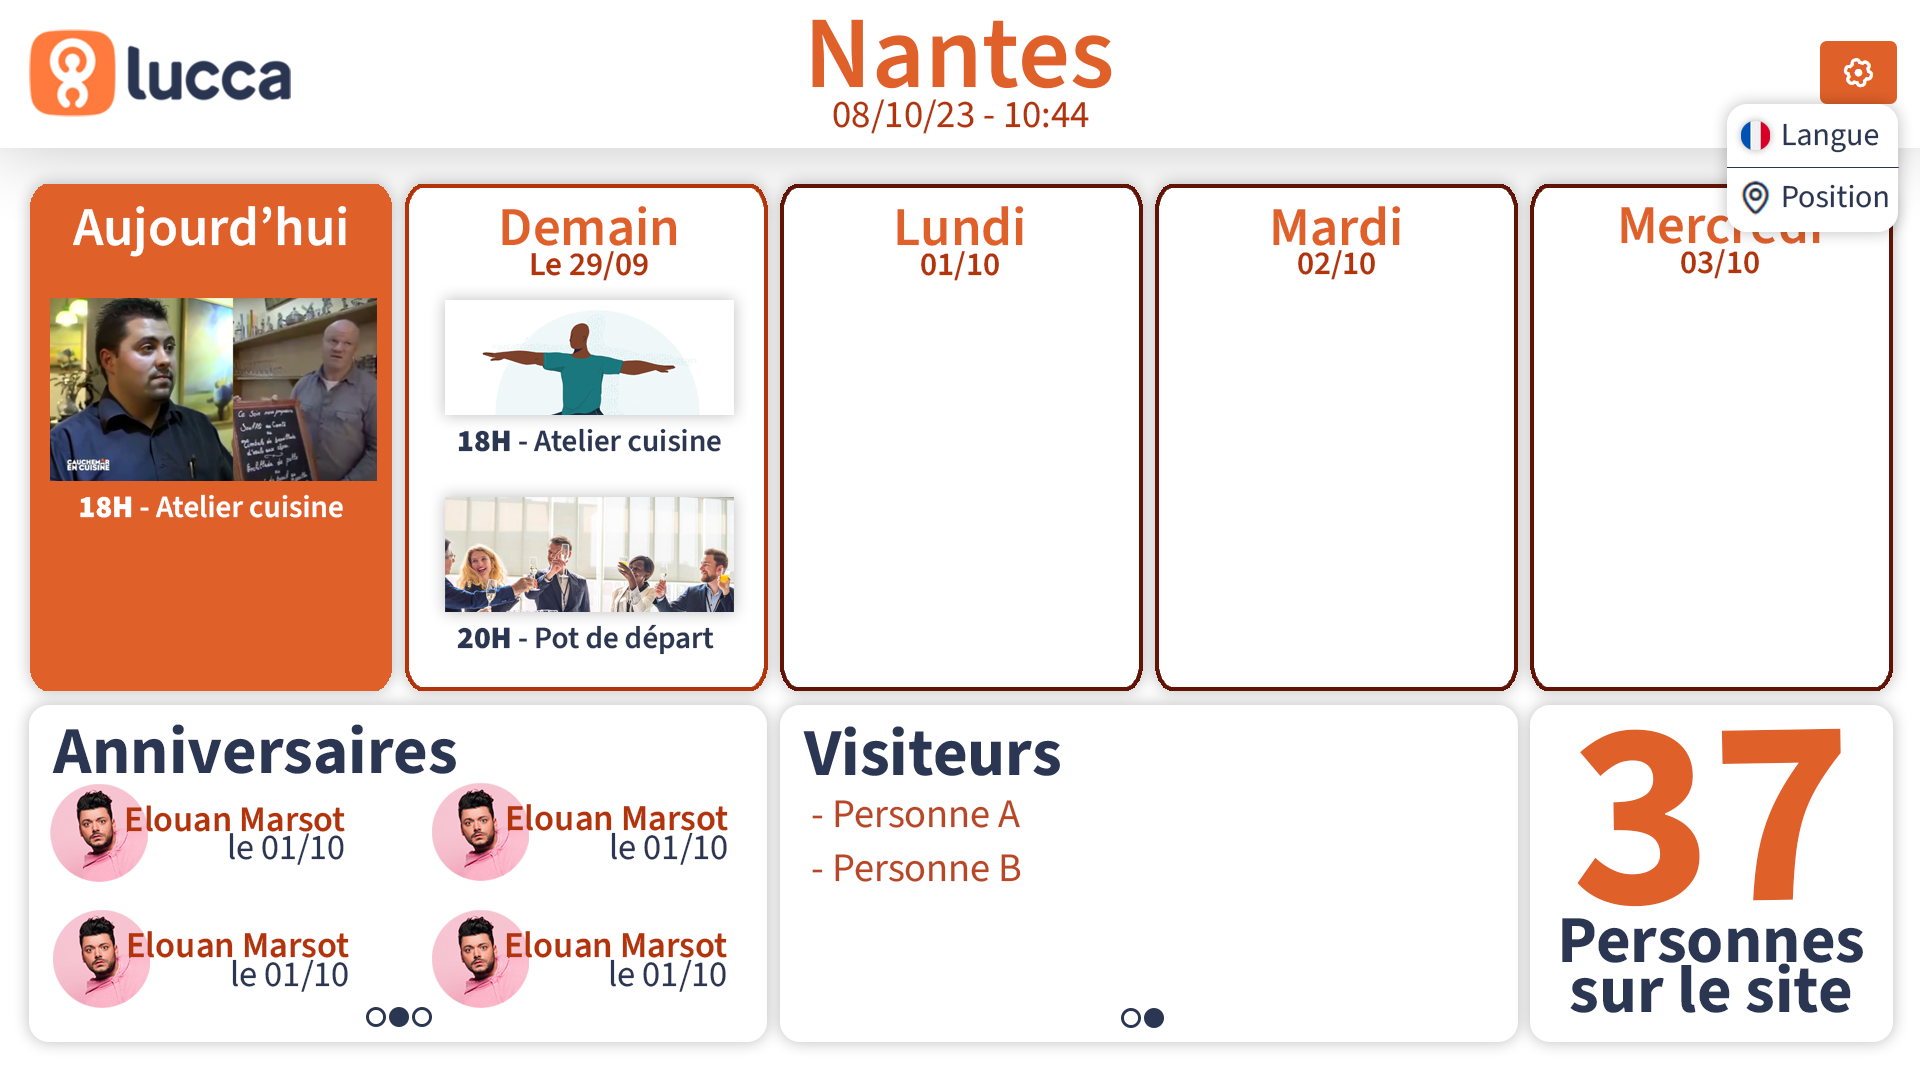 lucca
Nantes
08/10/23 - 10:44
Langue
Position
Aujourd’hui
CAUCHEMAR
EN CUISINE
18H - Atelier cuisine
Demain
Le 29/09
18H - Atelier cuisine
20H - Pot de départ
Lundi
01/10
Mardi
02/10
Mercredi
03/10
Anniversaires
Elouan Marsot
le 01/10
Elouan Marsot
le 01/10
Elouan Marsot
le 01/10
Elouan Marsot
le 01/10
Visiteurs
- Personne A
- Personne B
37
Personnes
sur le site